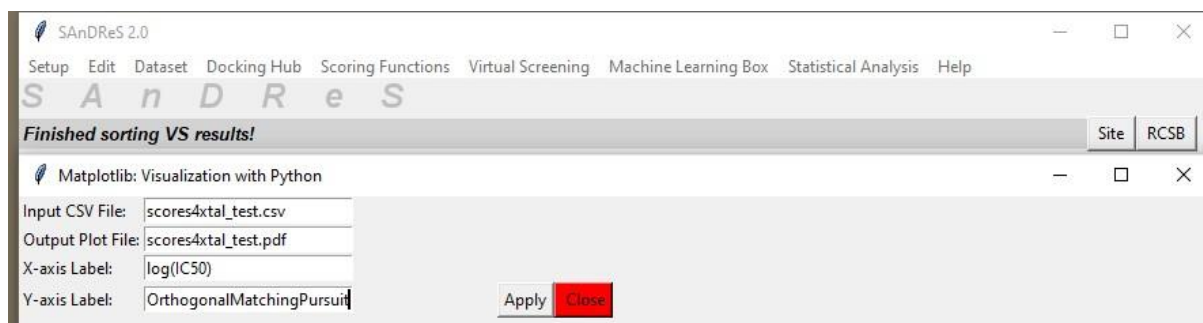 SAnDReS 2.0
Setup Edit Dataset Docking Hub Scoring Functions Virtual Screening Machine Learning Box Statistical Analysis Help
S A n D R e S
Finished sorting VS results! Site RCSB
Matplotlib: Visualization with Python
Input CSV File: scores4xtal_test.csv
Output Plot File: scores4xtal_test.pdf
X-axis Label: log(IC50)
Y-axis Label: OrthogonalMatchingPursuit Apply Close